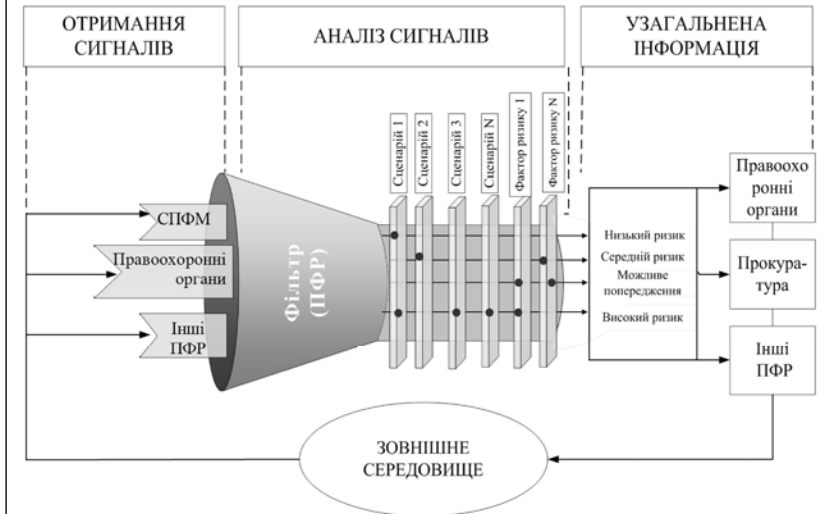 ОТРИМАННЯ
СИГНАЛІВ
АНАЛІЗ СИГНАЛІВ
УЗАГАЛЬНЕНА
ІНФОРМАЦІЯ
СПФМ
Правоохоронні
органи
Інші
ПФР
Фільтр
(ПФР)
Сценарій 1
Сценарій 2
Сценарій 3
Сценарій N
Фактор ризику 1
Фактор ризику N
Низький ризик
Середній ризик
Можливе
попередження
Високий ризик
Правоохо
ронні
органи
Прокура-
тура
Інші
ПФР
ЗОВНІШНЕ
СЕРЕДОВИЩЕ